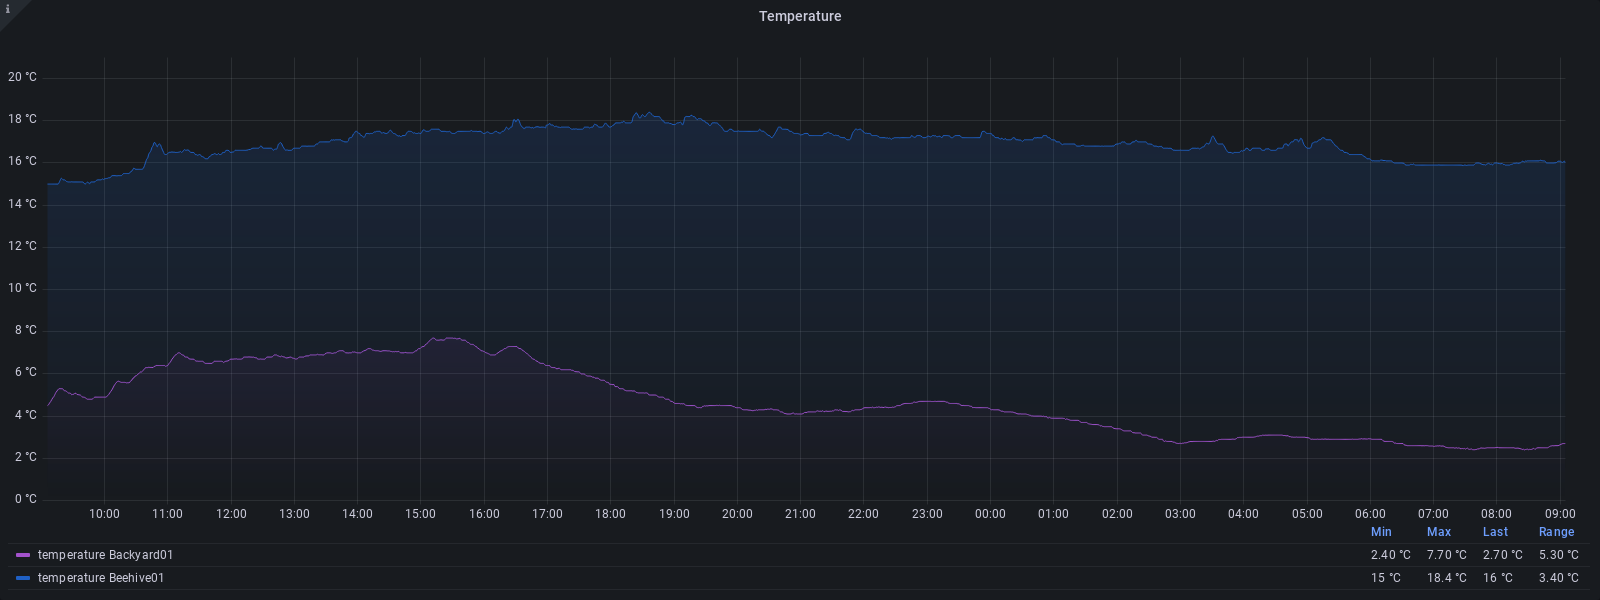 i
Temperature
20 °C
18 °C
16 °C
14 °C
12 °C
10 °C
8 °C
6 °C
4 °C
2 °C
0 °C
10:00 11:00 12:00 13:00 14:00 15:00 16:00 17:00 18:00 19:00 20:00 21:00 22:00 23:00 00:00 01:00 02:00 03:00 04:00 05:00 06:00 07:00 08:00 09:00
Min Max Last Range
temperature Backyard01 2.40 °C 7.70 °C 2.70 °C 5.30 °C
temperature Beehive01 15 °C 18.4 °C 16 °C 3.40 °C